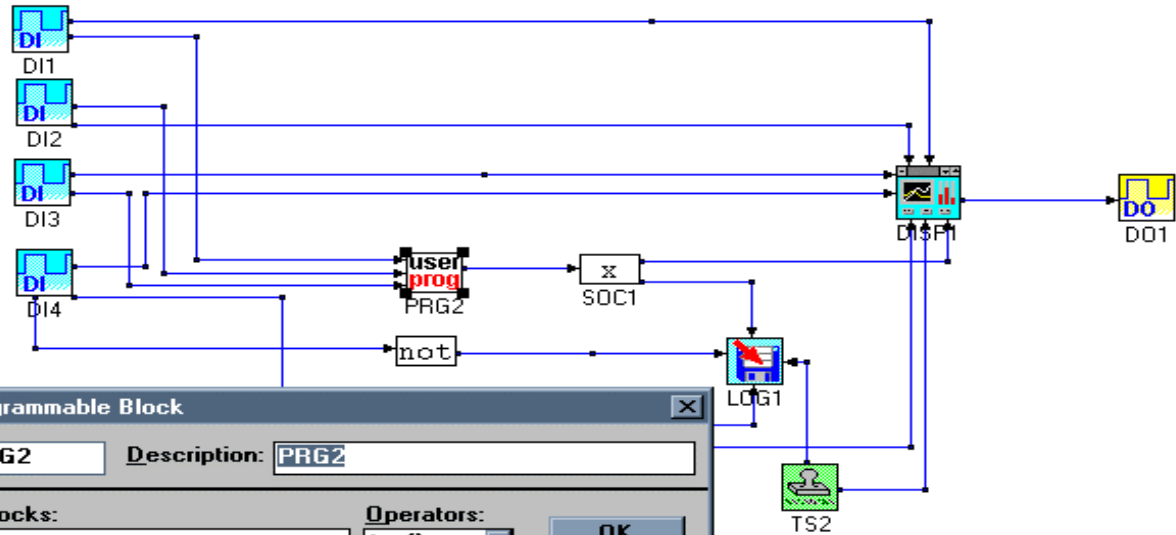 DI
DI1
DI
DI2
DI
DI3
DI
DI4
user
prog
PRG2
x
SOC1
not
DISP1
DO
DO1
LOG1
TS2
grammable Block
G2
Description: PRG2
ocks:
Operators:
OK